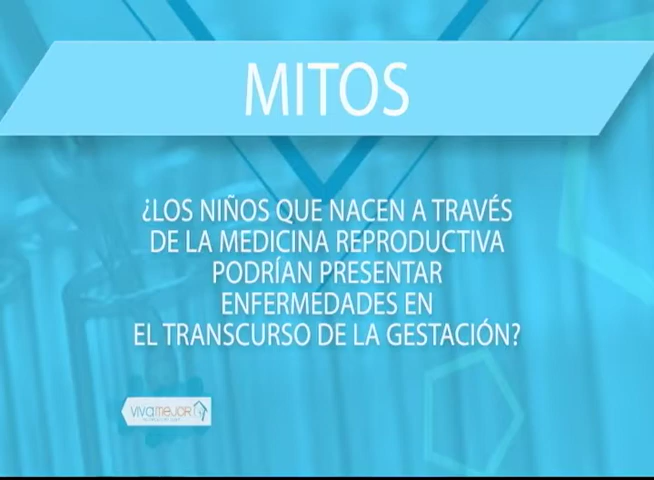 MITOS
¿LOS NIÑOS QUE NACEN A TRAVÉS
DE LA MEDICINA REPRODUCTIVA
PODRÍAN PRESENTAR
ENFERMEDADES EN
EL TRANSCURSO DE LA GESTACIÓN?
VIVAMEJOR